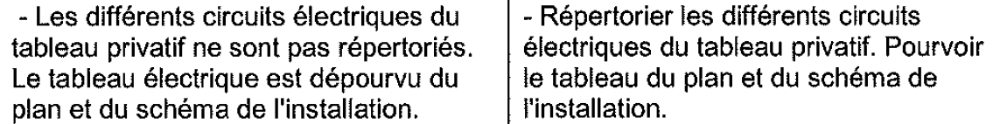 - Les différents circuits électriques du
tableau privatif ne sont pas répertoriés.
Le tableau électrique est dépourvu du
plan et du schéma de l'installation.
- Répertorier les différents circuits
électriques du tableau privatif. Pourvoir
le tableau du plan et du schéma de
l'installation.